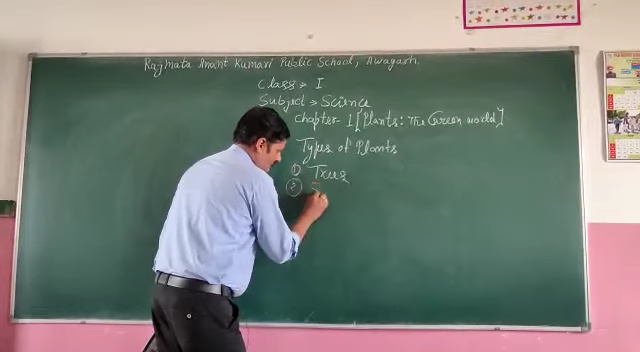 Rajmata Anant Kumari Public School, Awagarh.
Class > I
Subject > Science
Chapter-1 [Plants: The Green world]
Types of Plants
① Trees
②